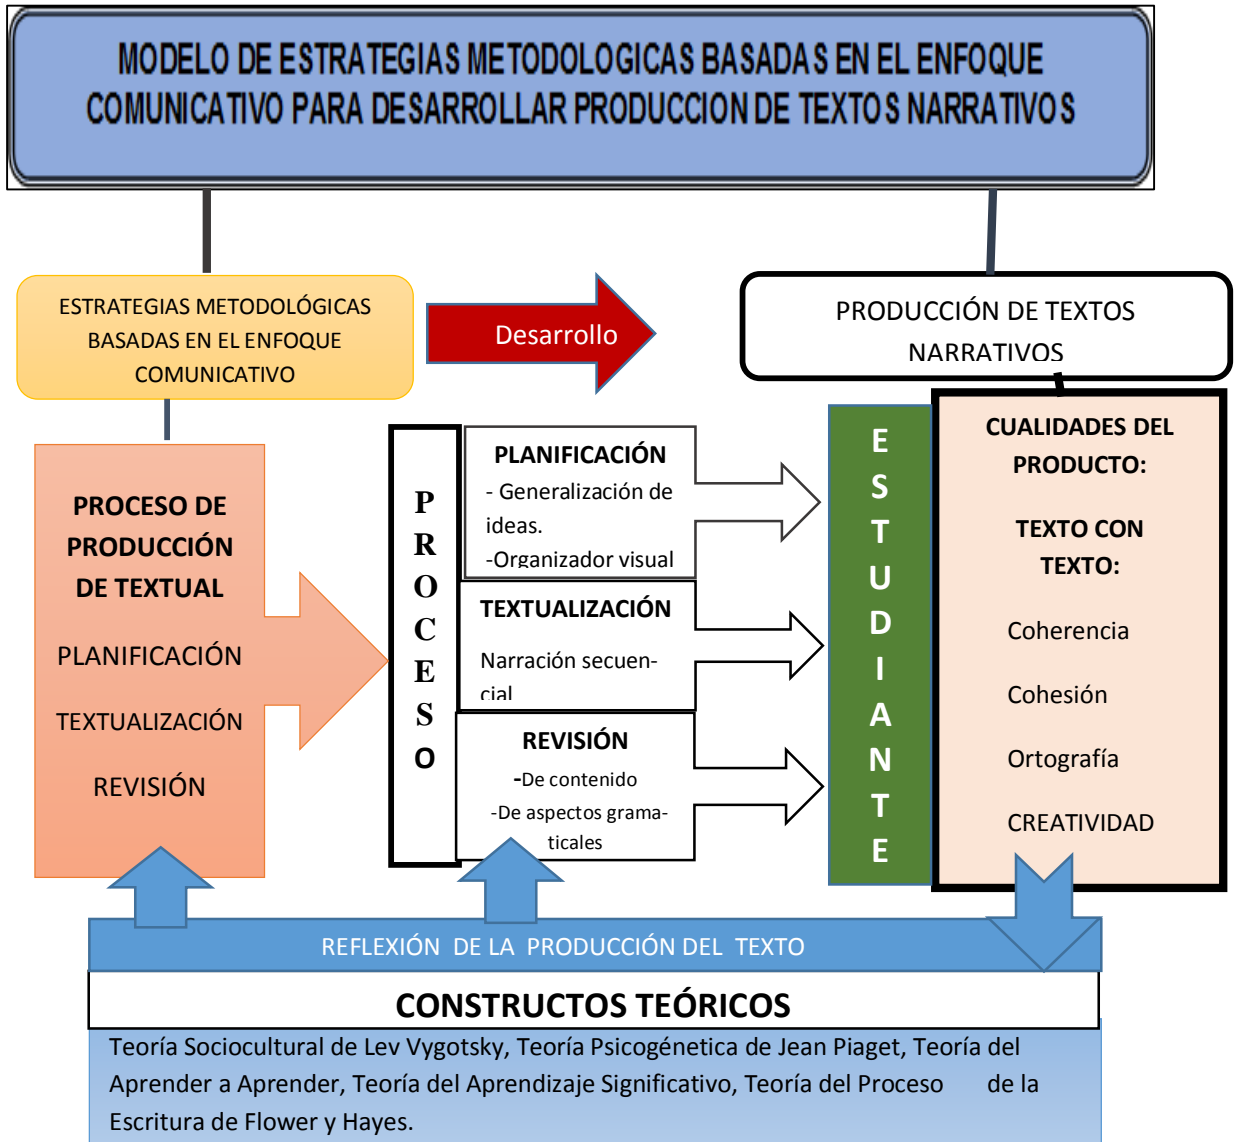 MODELO DE ESTRATEGIAS METODOLOGICAS BASADAS EN EL ENFOQUE
COMUNICATIVO PARA DESARROLLAR PRODUCCION DE TEXTOS NARRATIVOS
ESTRATEGIAS METODOLÓGICAS
BASADAS EN EL ENFOQUE
COMUNICATIVO
Desarrollo
PRODUCCIÓN DE TEXTOS
NARRATIVOS
PROCESO DE
PRODUCCIÓN
DE TEXTUAL
PLANIFICACIÓN
TEXTUALIZACIÓN
REVISIÓN
P
R
O
C
E
S
O
PLANIFICACIÓN
- Generalización de
ideas.
-Organizador visual
TEXTUALIZACIÓN
Narración secuen-
cial
REVISIÓN
-De contenido
-De aspectos grama-
ticales
E
S
T
U
D
I
A
N
T
E
CUALIDADES DEL
PRODUCTO:
TEXTO CON
TEXTO:
Coherencia
Cohesión
Ortografía
CREATIVIDAD
REFLEXIÓN DE LA PRODUCCIÓN DEL TEXTO
CONSTRUCTOS TEÓRICOS
Teoría Sociocultural de Lev Vygotsky, Teoría Psicogénetica de Jean Piaget, Teoría del
Aprender a Aprender, Teoría del Aprendizaje Significativo, Teoría del Proceso de la
Escritura de Flower y Hayes.